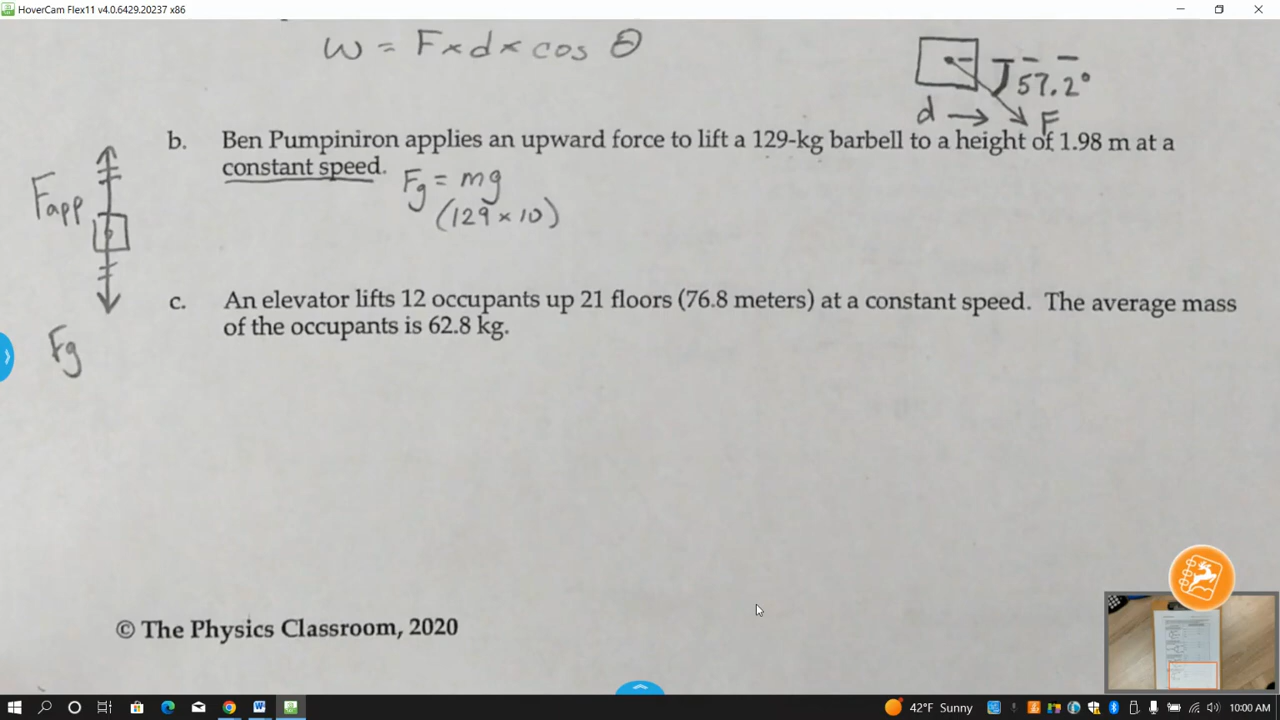 HoverCam Flex11 v4.0.6429.20237 x86
W = F × d × cos θ
57.2°
d → F
b. Ben Pumpiniron applies an upward force to lift a 129-kg barbell to a height of 1.98 m at a
constant speed. Fg = mg
(129 × 10)
Fapp
c. An elevator lifts 12 occupants up 21 floors (76.8 meters) at a constant speed. The average mass
of the occupants is 62.8 kg.
Fg
© The Physics Classroom, 2020
42°F Sunny
10:00 AM